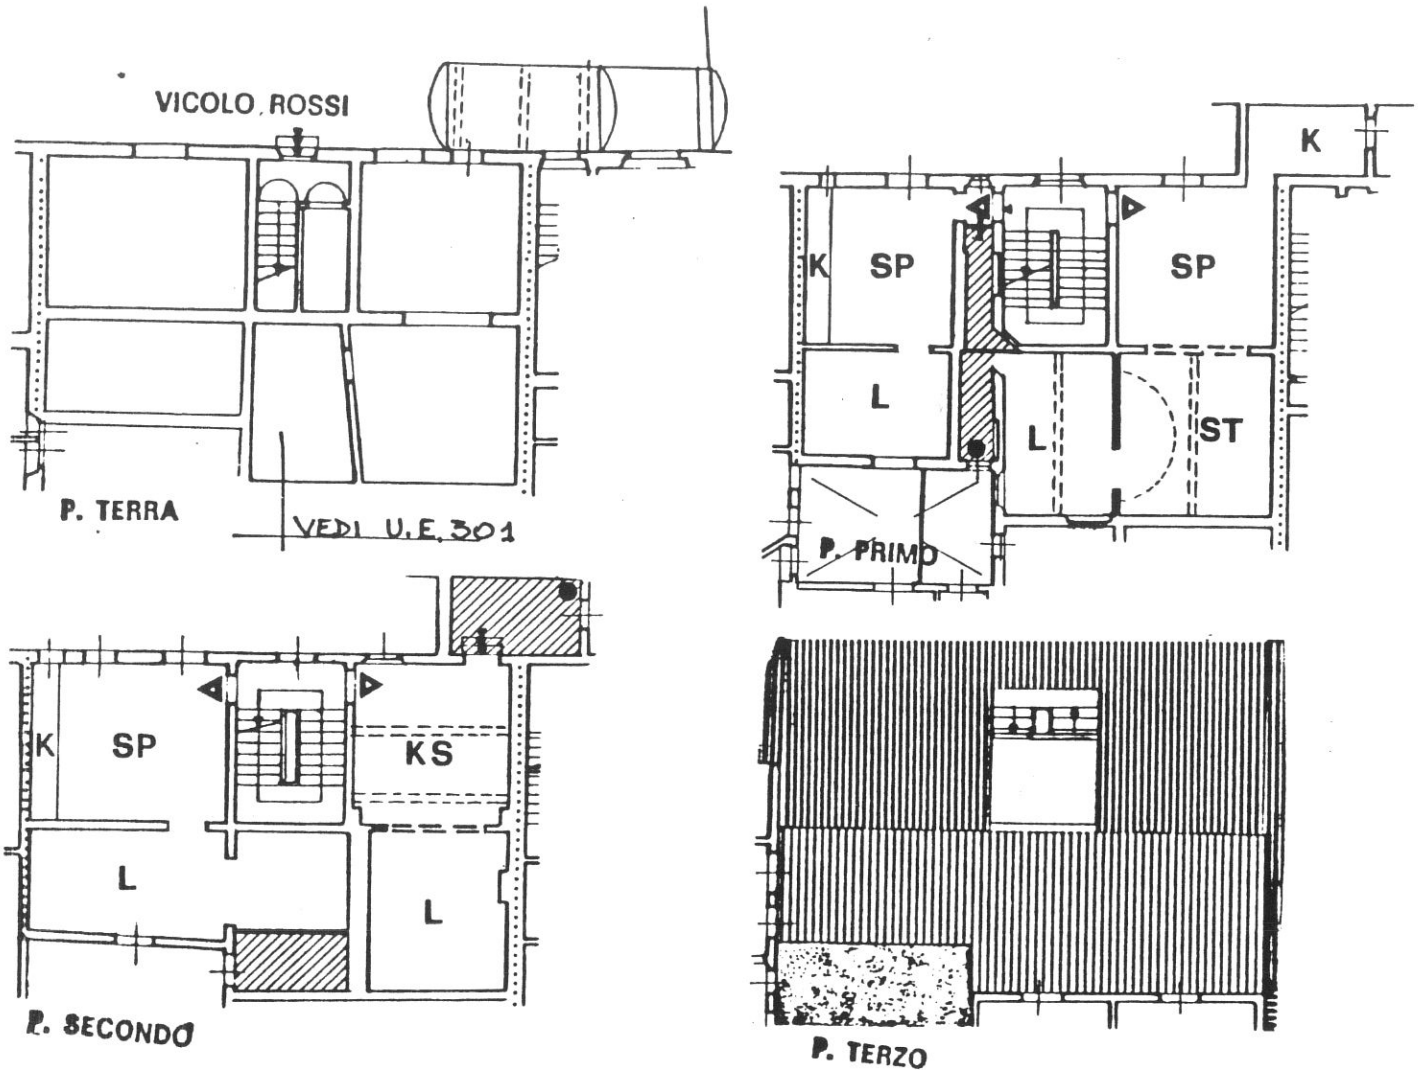 VICOLO ROSSI
P. TERRA
VEDI U.E. 301
K
K SP
SP
L
L
ST
P. PRIMO
K SP
KS
L
L
P. SECONDO
P. TERZO